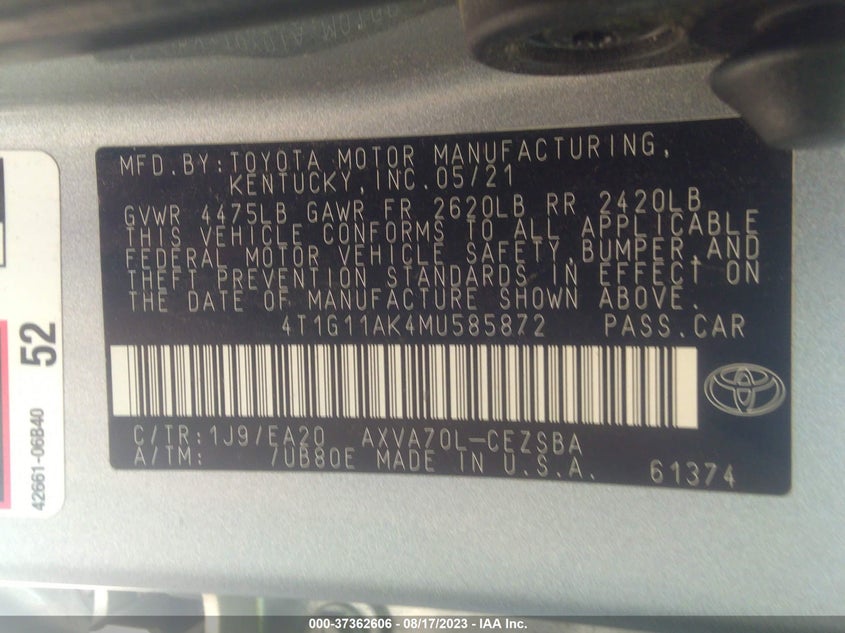 MFD.BY:TOYOTA MOTOR MANUFACTURING,
KENTUCKY,INC.05/21
GVWR 4475LB GAWR FR 2620LB RR 2420LB
THIS VEHICLE CONFORMS TO ALL APPLICABLE
FEDERAL MOTOR VEHICLE SAFETY,BUMPER,AND
THEFT PREVENTION STANDARDS IN EFFECT ON
THE DATE OF MANUFACTURE SHOWN ABOVE.
4T1G11AK4MU585872 PASS.CAR
C/TR:1J9/EA20 AXVA70L-CEZSBA
A/TM: 7UB80E MADE IN U.S.A. 61374
52
42661-06B40
000-37362606 - 08/17/2023 - IAA Inc.